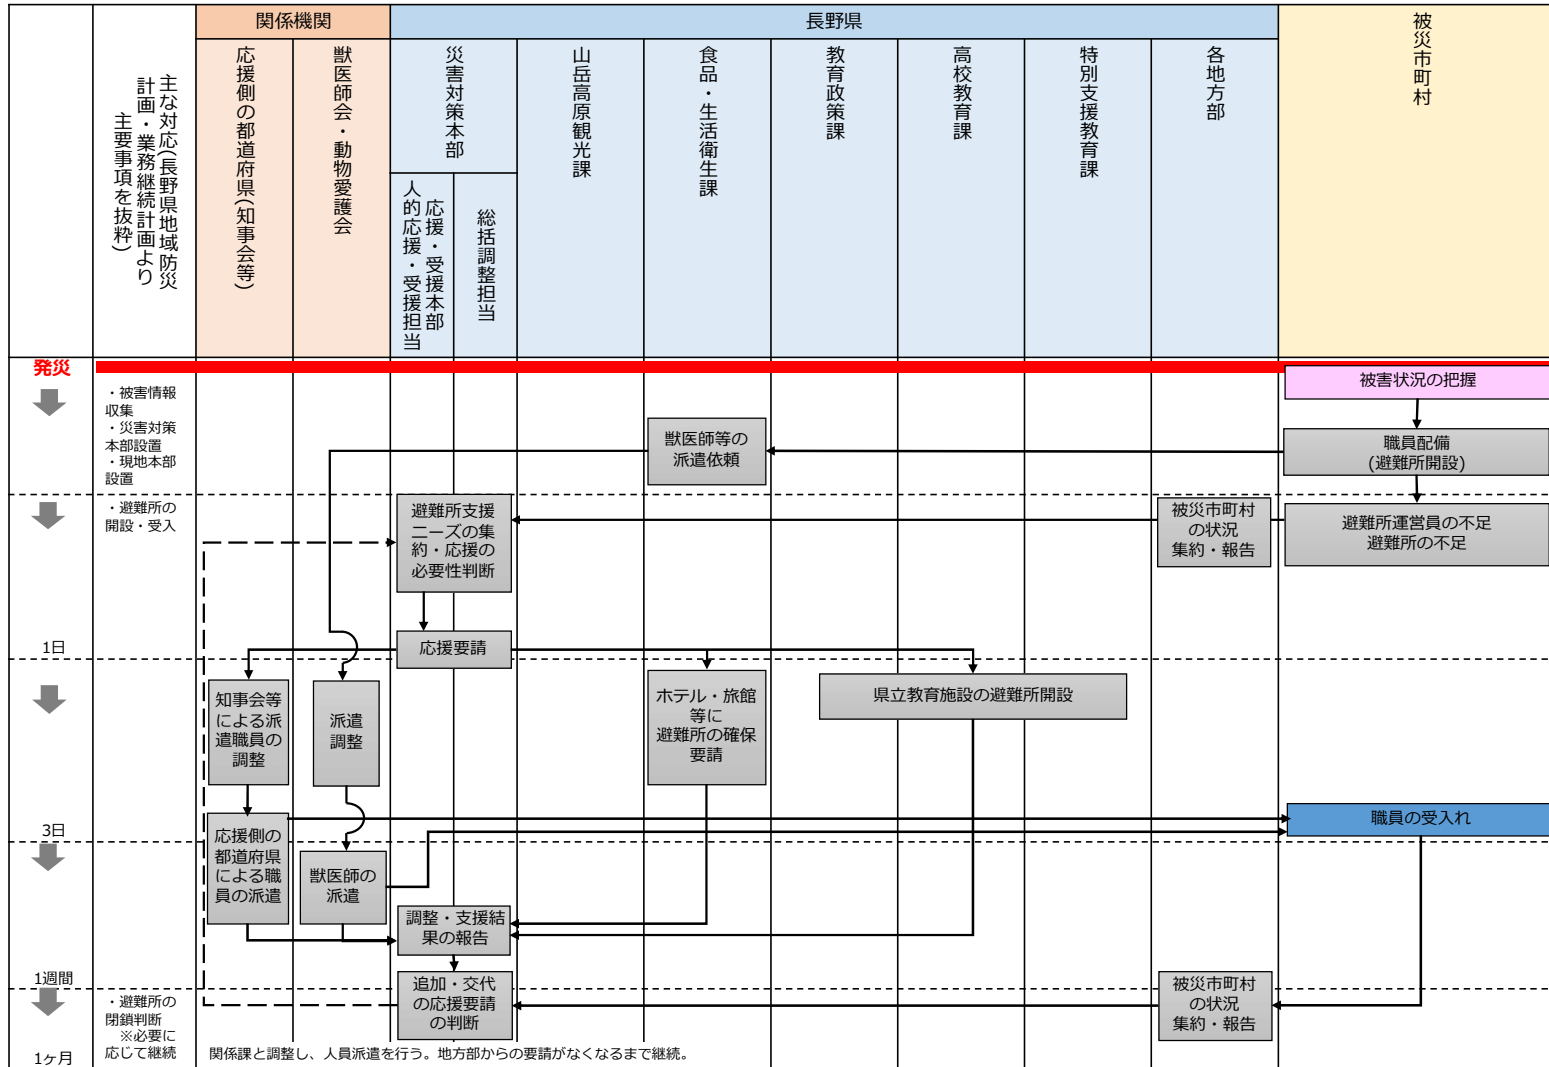 関係機関
長野県
被災市町村
主な対応(長野県地域防災
計画・業務継続計画より
主要事項を抜粋)
応援側の都道府県(知事会等)
獣医師会・動物愛護会
災害対策本部
応援・受援本部
人的応援・受援担当
総括調整担当
山岳高原観光課
食品・生活衛生課
教育政策課
高校教育課
特別支援教育課
各地方部
発災
・被害情報
収集
・災害対策
本部設置
・現地本部
設置
被害状況の把握
獣医師等の
派遣依頼
職員配備
(避難所開設)
・避難所の
開設・受入
避難所支援
ニーズの集
約・応援の
必要性判断
被災市町村
の状況
集約・報告
避難所運営員の不足
避難所の不足
1日
応援要請
知事会等
による派
遣職員の
調整
派遣
調整
ホテル・旅館
等に
避難所の確保
要請
県立教育施設の避難所開設
3日
応援側の
都道府県
による職
員の派遣
獣医師の
派遣
職員の受入れ
調整・支援結
果の報告
1週間
・避難所の
閉鎖判断
※必要に
応じて継続
追加・交代
の応援要請
の判断
被災市町村
の状況
集約・報告
1ヶ月
関係課と調整し、人員派遣を行う。地方部からの要請がなくなるまで継続。